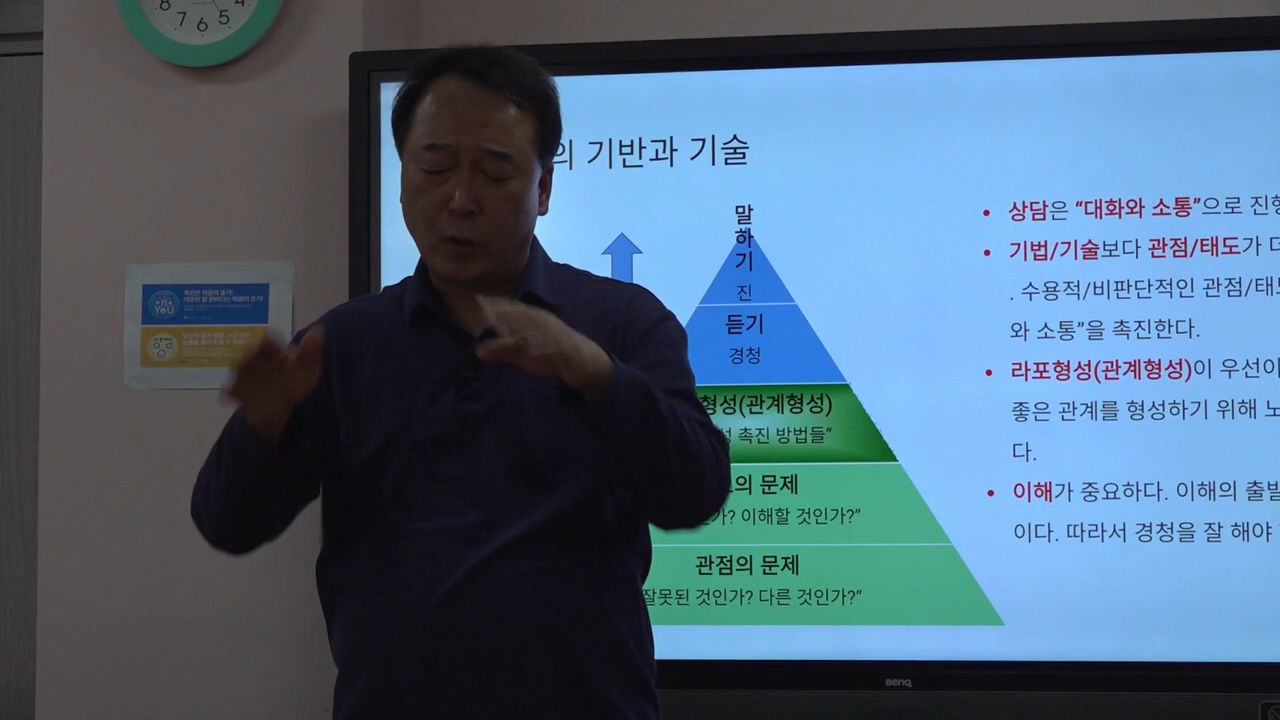 8 7 6 5 4
의 기반과 기술
말
하
기
진
듣기
경청
형성(관계형성)
촉진 방법들”
의 문제
가? 이해할 것인가?”
관점의 문제
잘못된 것인가? 다른 것인가?”
• 상담은 “대화와 소통”으로
• 기법/기술보다 관점/태도가
. 수용적/비판단적인 관점/태
와 소통”을 촉진한다.
• 라포형성(관계형성)이 우선이
좋은 관계를 형성하기 위해
다.
• 이해가 중요하다. 이해의
이다. 따라서 경청을 잘 해야
YOU
BenQ